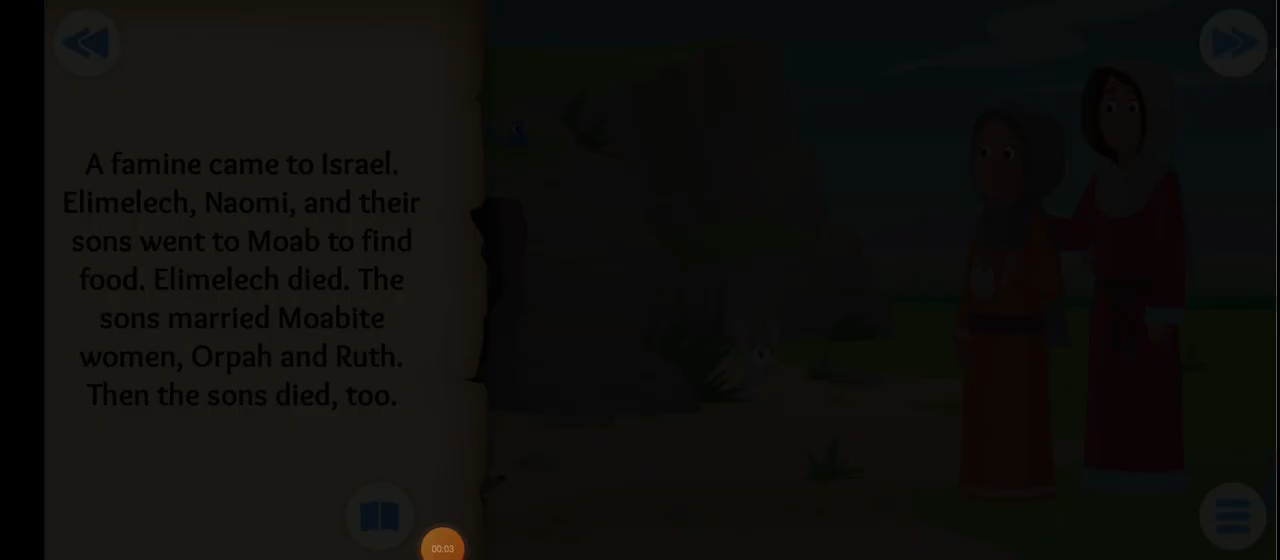 A famine came to Israel.
Elimelech, Naomi, and their
sons went to Moab to find
food. Elimelech died. The
sons married Moabite
women, Orpah and Ruth.
Then the sons died, too.
00:03